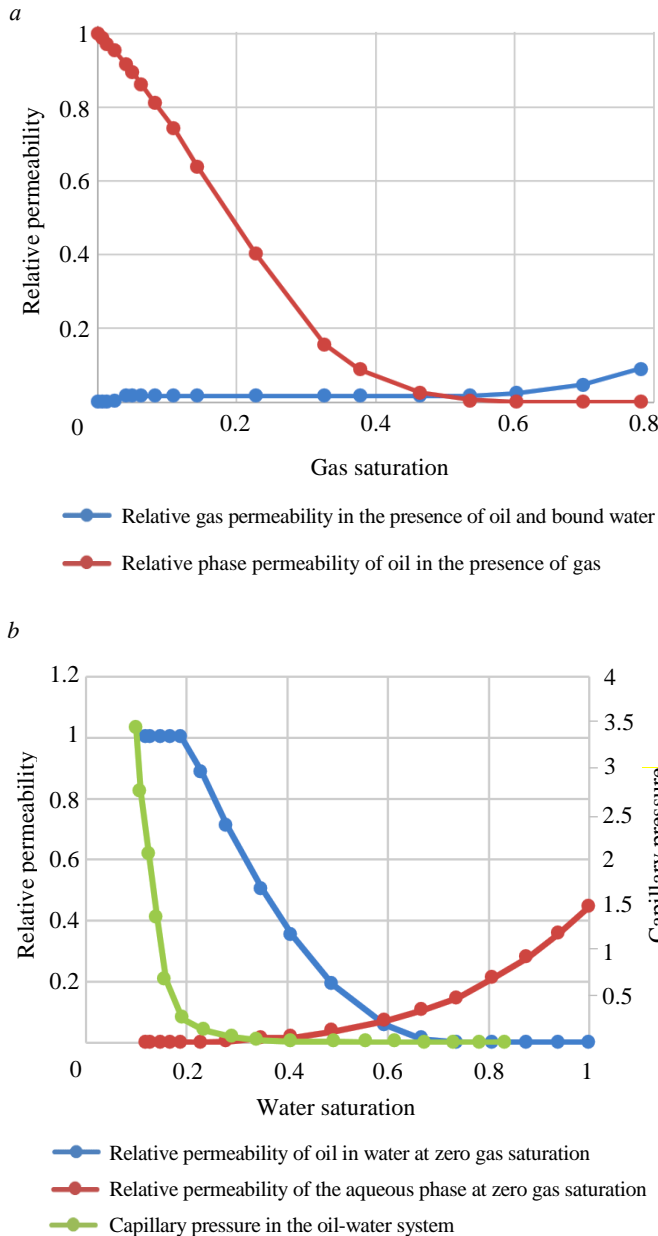 a
1
0.8
0.6
0.4
0.2
0
0.2
0.4
0.6
0.8
Relative permeability
Gas saturation
Relative gas permeability in the presence of oil and bound water
Relative phase permeability of oil in the presence of gas
b
1.2
1
0.8
0.6
0.4
0.2
0
0.2
0.4
0.6
0.8
1
4
3.5
3
2.5
2
1.5
1
0.5
Relative permeability
Capillary pressure
Water saturation
Relative permeability of oil in water at zero gas saturation
Relative permeability of the aqueous phase at zero gas saturation
Capillary pressure in the oil-water system